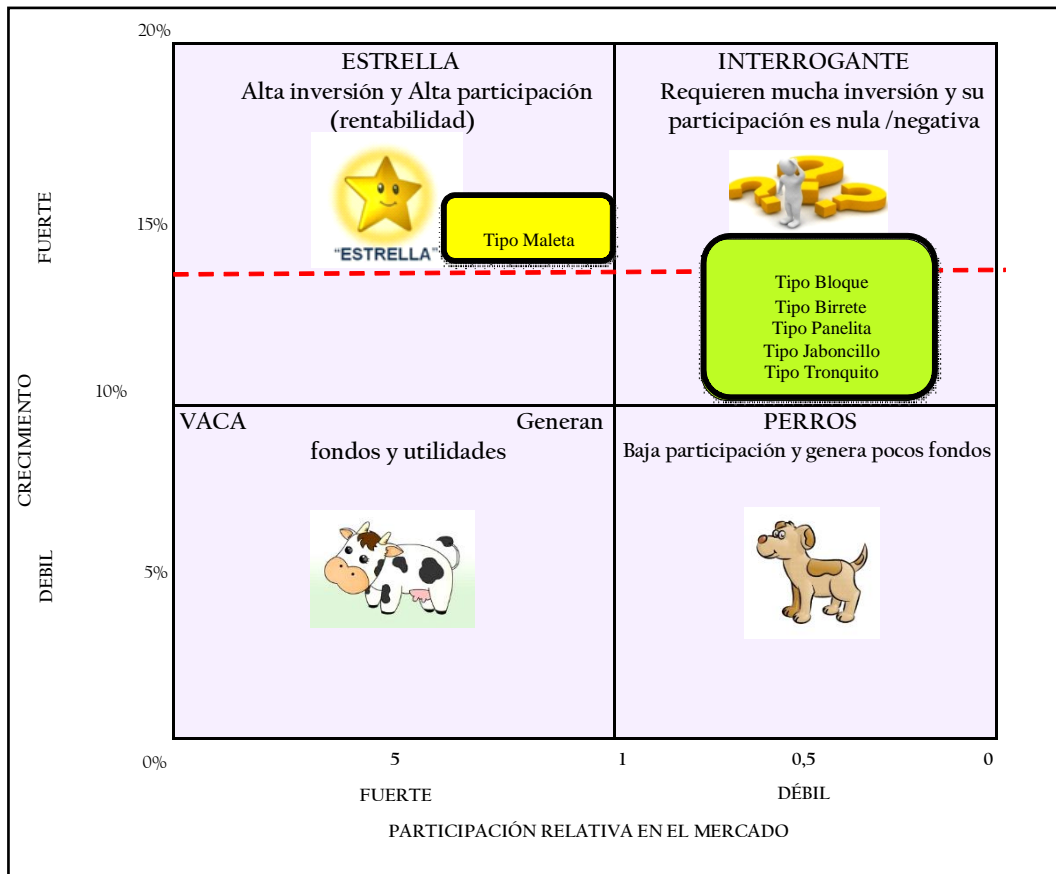 20%
ESTRELLA
Alta inversión y Alta participación
(rentabilidad)
INTERROGANTE
Requieren mucha inversión y su
participación es nula /negativa
FUERTE
15%
"ESTRELLA"
Tipo Maleta
Tipo Bloque
Tipo Birrete
Tipo Panelita
Tipo Jaboncillo
Tipo Tronquito
CRECIMIENTO
10%
VACA Generan
fondos y utilidades
PERROS
Baja participación y genera pocos fondos
DEBIL
5%
0%
5 1 0,5 0
FUERTE DÉBIL
PARTICIPACIÓN RELATIVA EN EL MERCADO